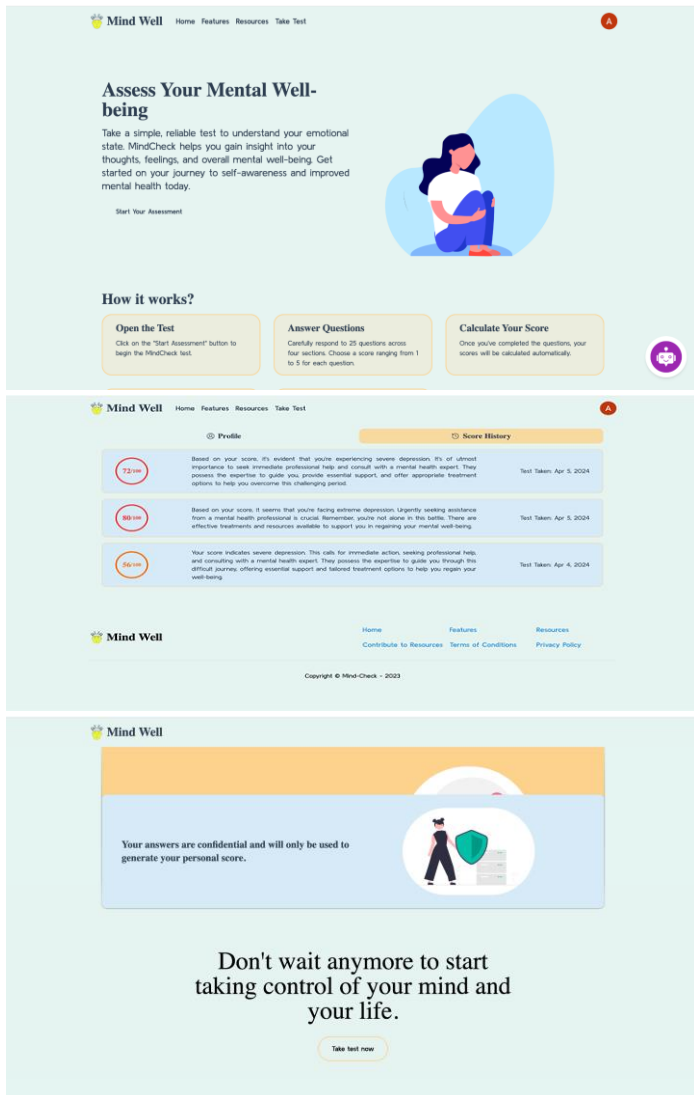 Mind Well Home Features Resources Take Test A
Assess Your Mental Well-
being
Take a simple, reliable test to understand your emotional
state. MindCheck helps you gain insight into your
thoughts, feelings, and overall mental well-being. Get
started on your journey to self-awareness and improved
mental health today.
Start Your Assessment
How it works?
Open the Test
Click on the "Start Assessment" button to
begin the MindCheck test.
Answer Questions
Carefully respond to 25 questions across
four sections. Choose a score ranging from 1
to 5 for each question.
Calculate Your Score
Once you've completed the questions, your
scores will be calculated automatically.
Mind Well Home Features Resources Take Test A
Profile Score History
72/100
Based on your score, it's evident that you're experiencing severe depression. It's of utmost
importance to seek immediate professional help and consult with a mental health expert. They
possess the expertise to guide you, provide essential support, and offer appropriate treatment
options to help you overcome this challenging period.
Test Taken: Apr 5, 2024
80/100
Based on your score, it seems that you're facing extreme depression. Urgently seeking assistance
from a mental health professional is crucial. Remember, you're not alone in this battle. There are
effective treatments and resources available to support you in regaining your mental well-being.
Test Taken: Apr 5, 2024
56/100
Your score indicates severe depression. This calls for immediate action, seeking professional help,
and consulting with a mental health expert. They possess the expertise to guide you through this
difficult journey, offering essential support and tailored treatment options to help you regain your
well-being.
Test Taken: Apr 4, 2024
Mind Well
Home Features Resources
Contribute to Resources Terms of Conditions Privacy Policy
Copyright © Mind-Check - 2023
Mind Well
Your answers are confidential and will only be used to
generate your personal score.
Don't wait anymore to start
taking control of your mind and
your life.
Take test now